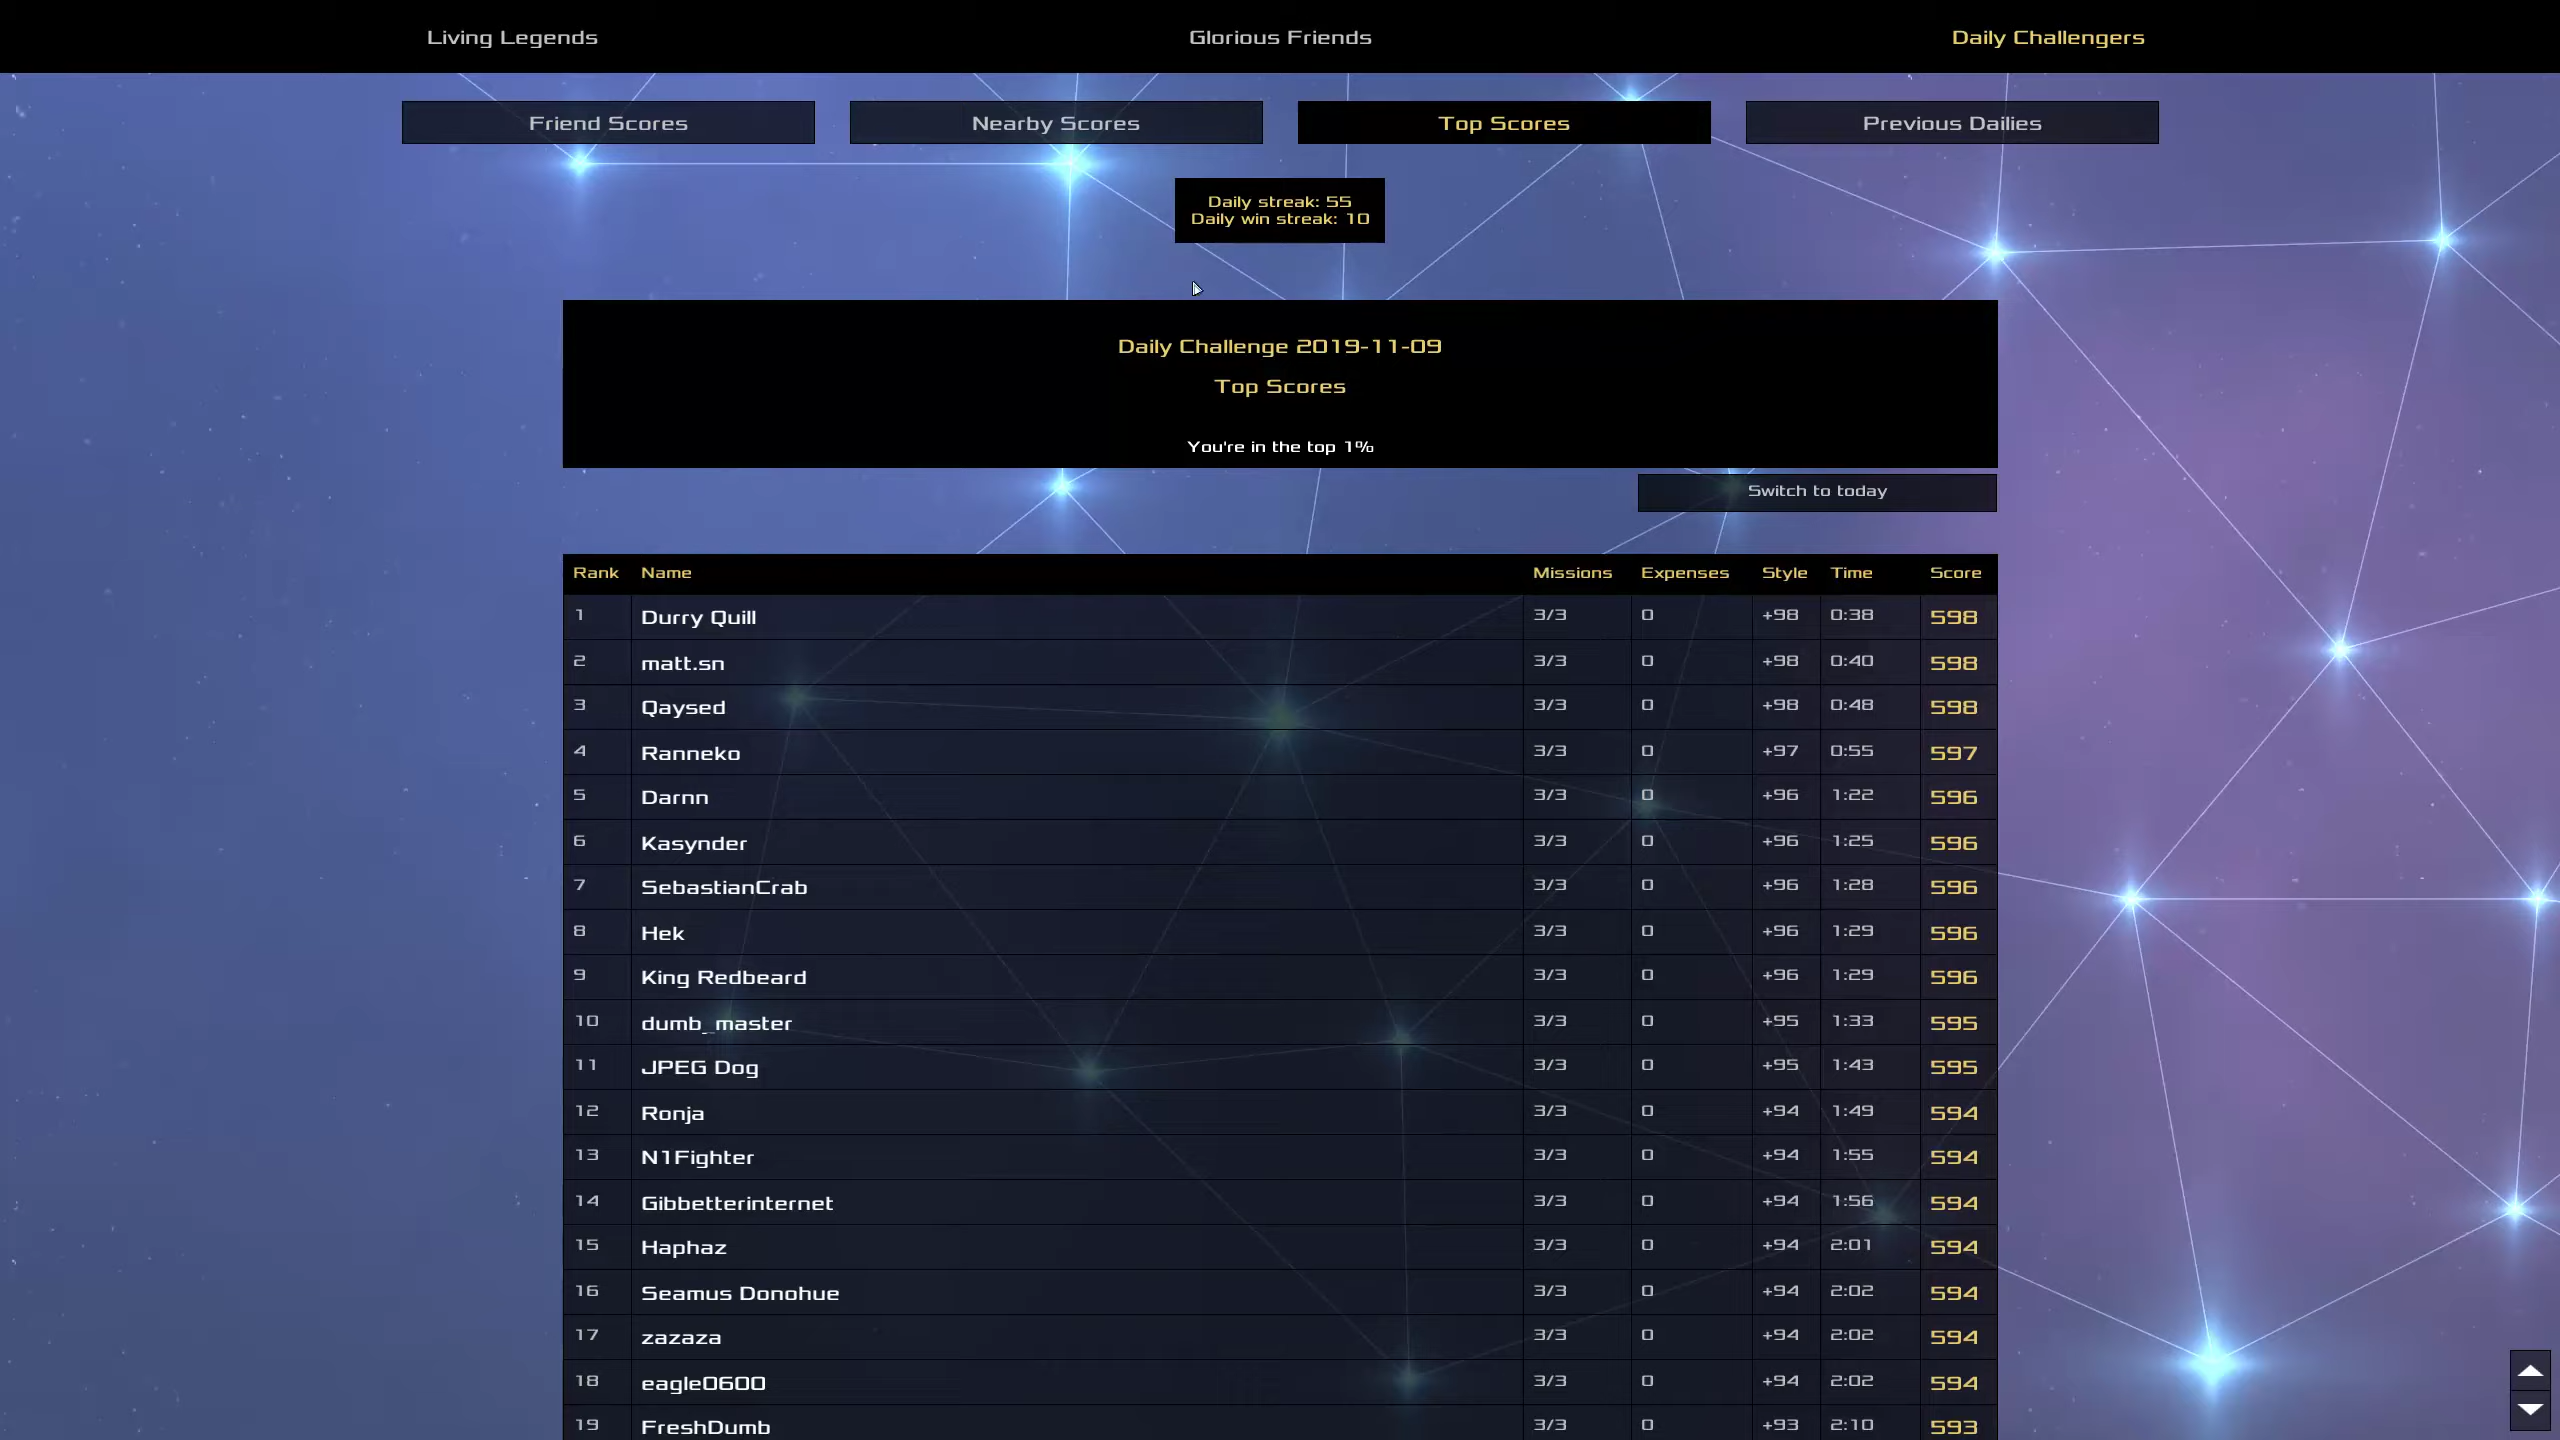 Living Legends Glorious Friends Daily Challengers
Friend Scores Nearby Scores Top Scores Previous Dailies
Daily streak: 55
Daily win streak: 10
Daily Challenge 2019-11-09
Top Scores
You're in the top 1%
Switch to today
Rank Name Missions Expenses Style Time Score
1 Durry Quill 3/3 0 +98 0:38 598
2 matt.sn 3/3 0 +98 0:40 598
3 Qaysed 3/3 0 +98 0:48 598
4 Ranneko 3/3 0 +97 0:55 597
5 Darnn 3/3 0 +96 1:22 596
6 Kasynder 3/3 0 +96 1:25 596
7 SebastianCrab 3/3 0 +96 1:28 596
8 Hek 3/3 0 +96 1:29 596
9 King Redbeard 3/3 0 +96 1:29 596
10 dumb_master 3/3 0 +95 1:33 595
11 JPEG Dog 3/3 0 +95 1:43 595
12 Ronja 3/3 0 +94 1:49 594
13 N1Fighter 3/3 0 +94 1:55 594
14 Gibbetterinternet 3/3 0 +94 1:56 594
15 Haphaz 3/3 0 +94 2:01 594
16 Seamus Donohue 3/3 0 +94 2:02 594
17 zazaza 3/3 0 +94 2:02 594
18 eagle0600 3/3 0 +94 2:02 594
19 FreshDumb 3/3 0 +93 2:10 593